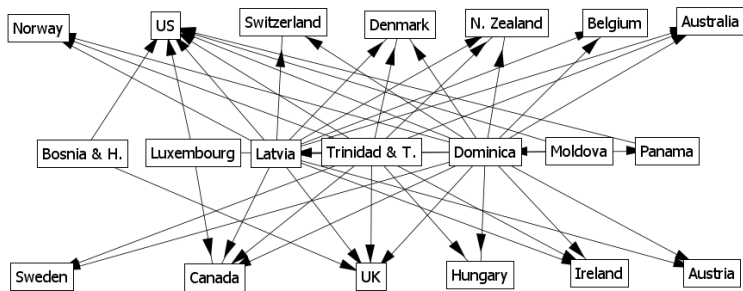 Norway
US
Switzerland
Denmark
N. Zealand
Belgium
Australia
Bosnia & H.
Luxembourg
Latvia
Trinidad & T.
Dominica
Moldova
Panama
Sweden
Canada
UK
Hungary
Ireland
Austria